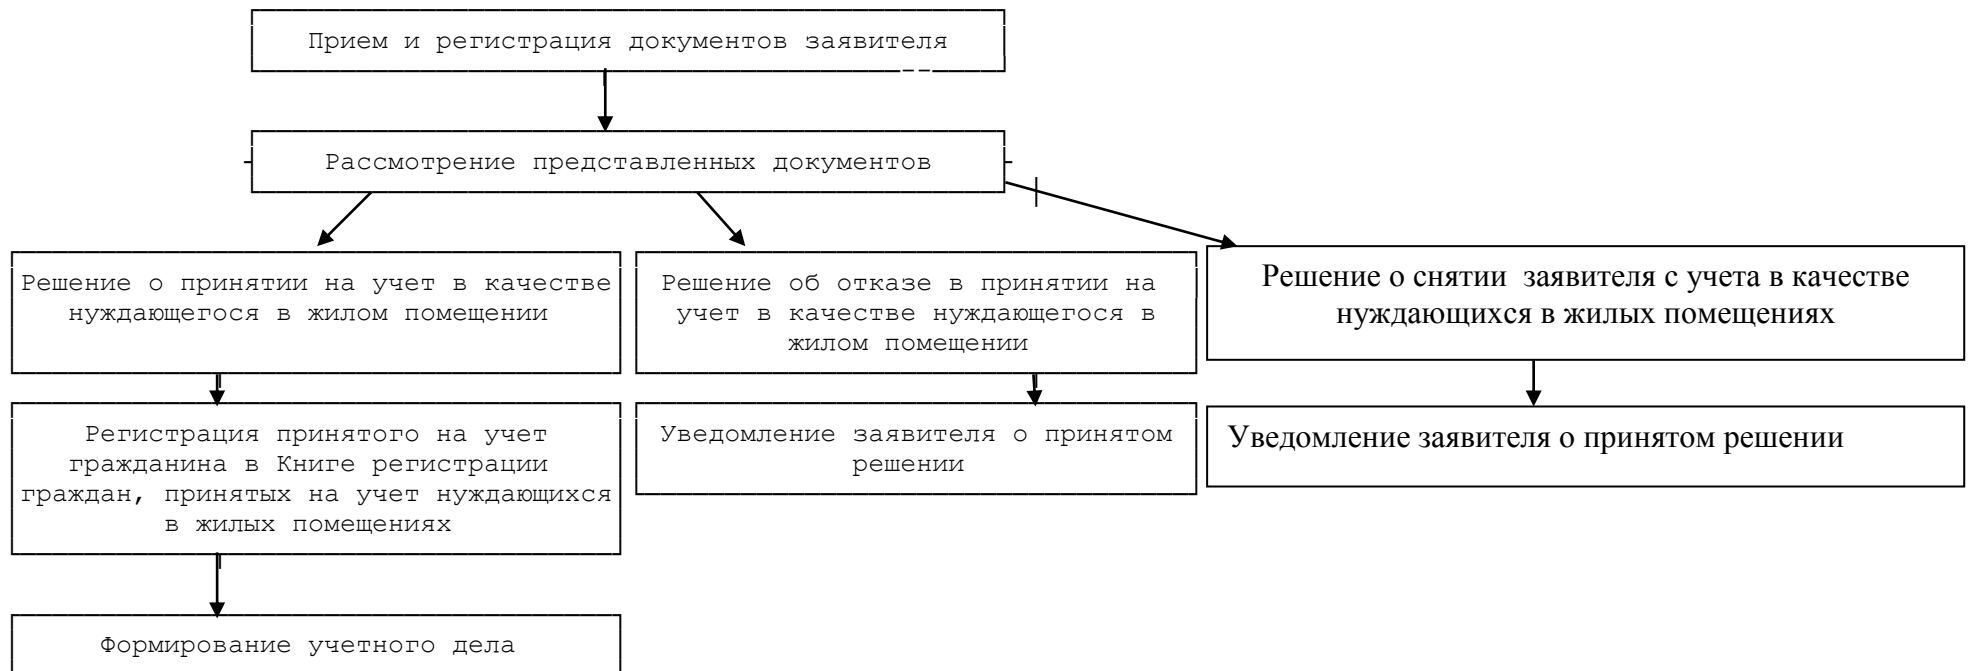 Прием и регистрация документов заявителя
Рассмотрение представленных документов
Решение о принятии на учет в качестве
нуждающегося в жилом помещении
Решение об отказе в принятии на
учет в качестве нуждающегося в
жилом помещении
Решение о снятии заявителя с учета в качестве
нуждающихся в жилых помещениях
Регистрация принятого на учет
гражданина в Книге регистрации
граждан, принятых на учет нуждающихся
в жилых помещениях
Уведомление заявителя о принятом
решении
Уведомление заявителя о принятом решении
Формирование учетного дела